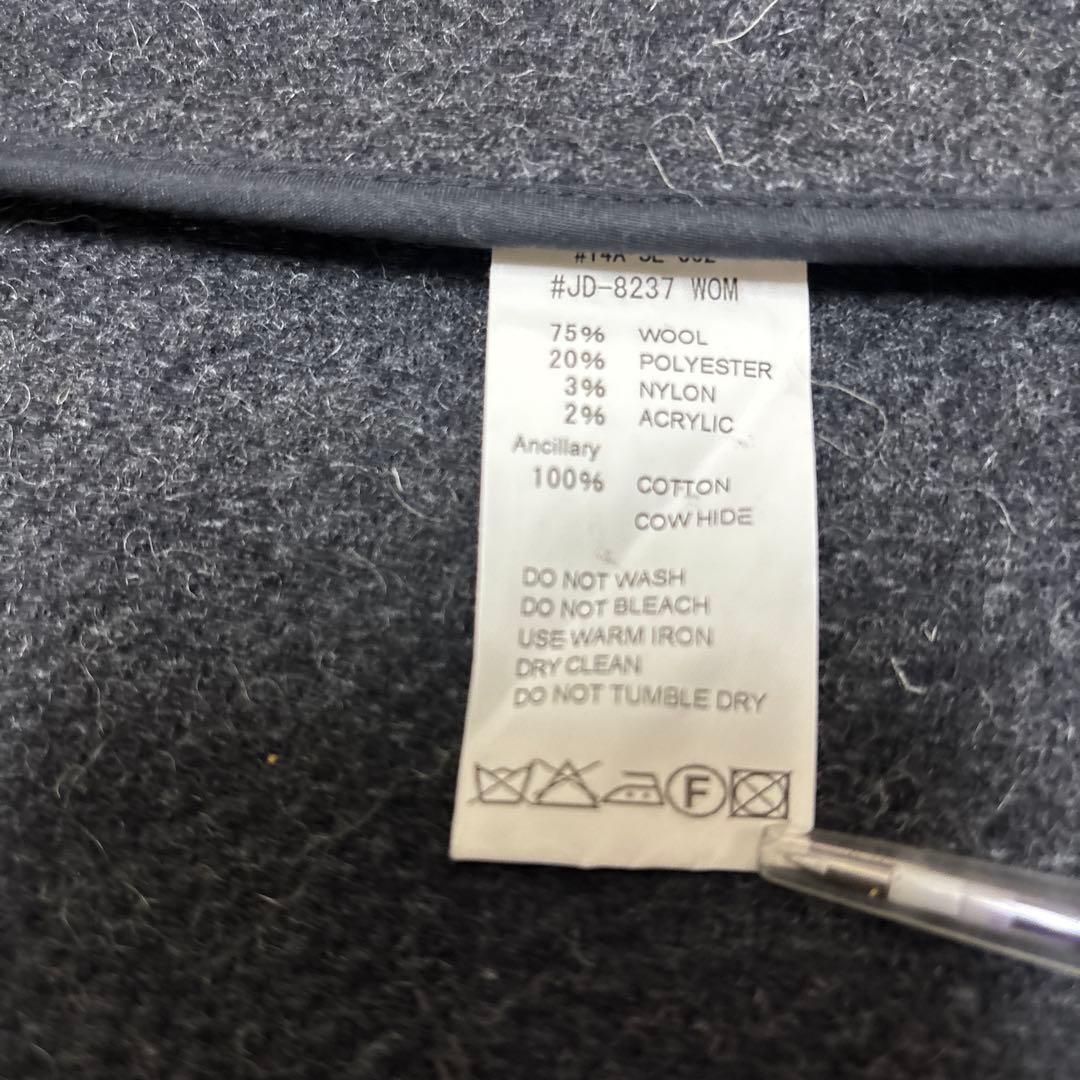 #JD-8237 WOM
75% WOOL
20% POLYESTER
3% NYLON
2% ACRYLIC
Ancillary
100% COTTON
COW HIDE
DO NOT WASH
DO NOT BLEACH
USE WARM IRON
DRY CLEAN
DO NOT TUMBLE DRY
F